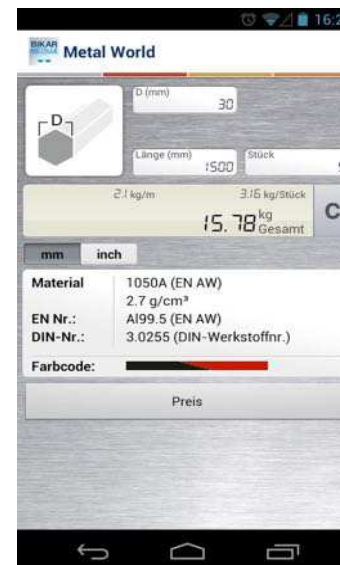 16:2
BIKAR
METALLE
Metal World
D (mm)
30
D
Länge (mm)
1500
Stück
2.1 kg/m
3.15 kg/Stück
15.78 kg
Gesamt
C
mm
inch
Material 1050A (EN AW)
2.7 g/cm³
EN Nr.: Al99.5 (EN AW)
DIN-Nr.: 3.0255 (DIN-Werkstoffnr.)
Farbcode:
Preis